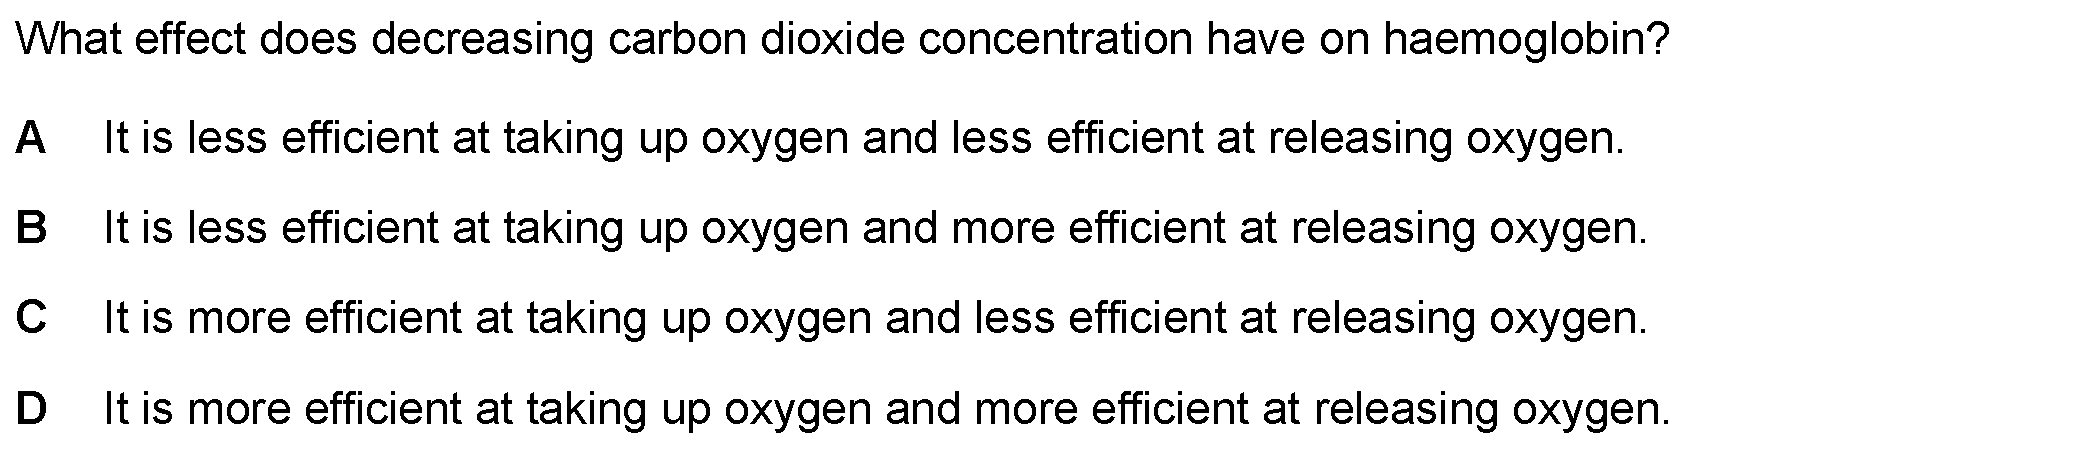 What effect does decreasing carbon dioxide concentration have on haemoglobin?
A It is less efficient at taking up oxygen and less efficient at releasing oxygen.
B It is less efficient at taking up oxygen and more efficient at releasing oxygen.
C It is more efficient at taking up oxygen and less efficient at releasing oxygen.
D It is more efficient at taking up oxygen and more efficient at releasing oxygen.